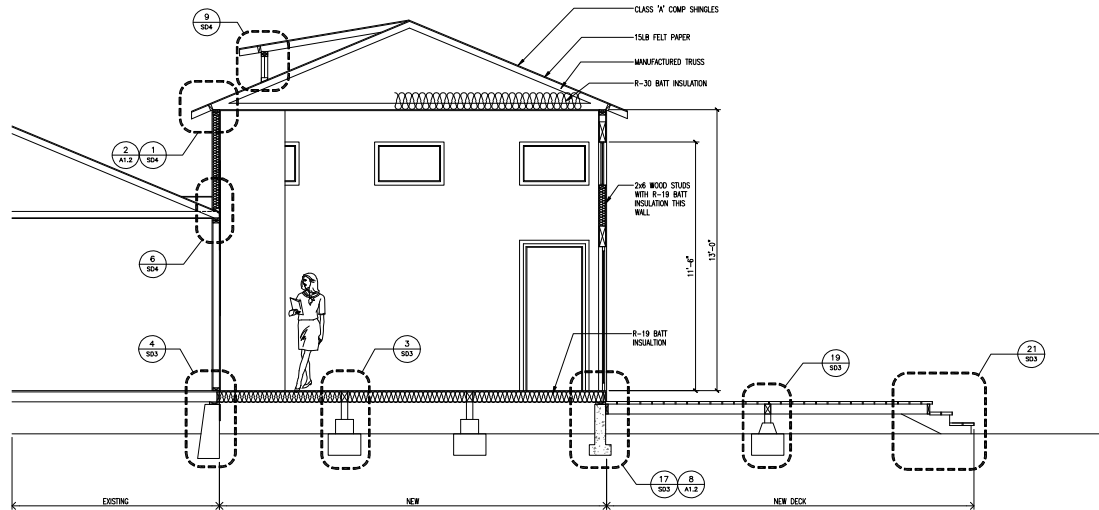 9
SD4
CLASS 'A' COMP SHINGLES
15LB FELT PAPER
MANUFACTURED TRUSS
R-30 BATT INSULATION
2
A1.2
1
SD4
2x6 WOOD STUDS
WITH R-19 BATT
INSULATION THIS
WALL
11'-6"
13'-0"
6
SD4
4
SD3
3
SD3
R-19 BATT
INSUALTION
19
SD3
21
SD3
17
SD3
8
A1.2
EXISTING
NEW
NEW DECK